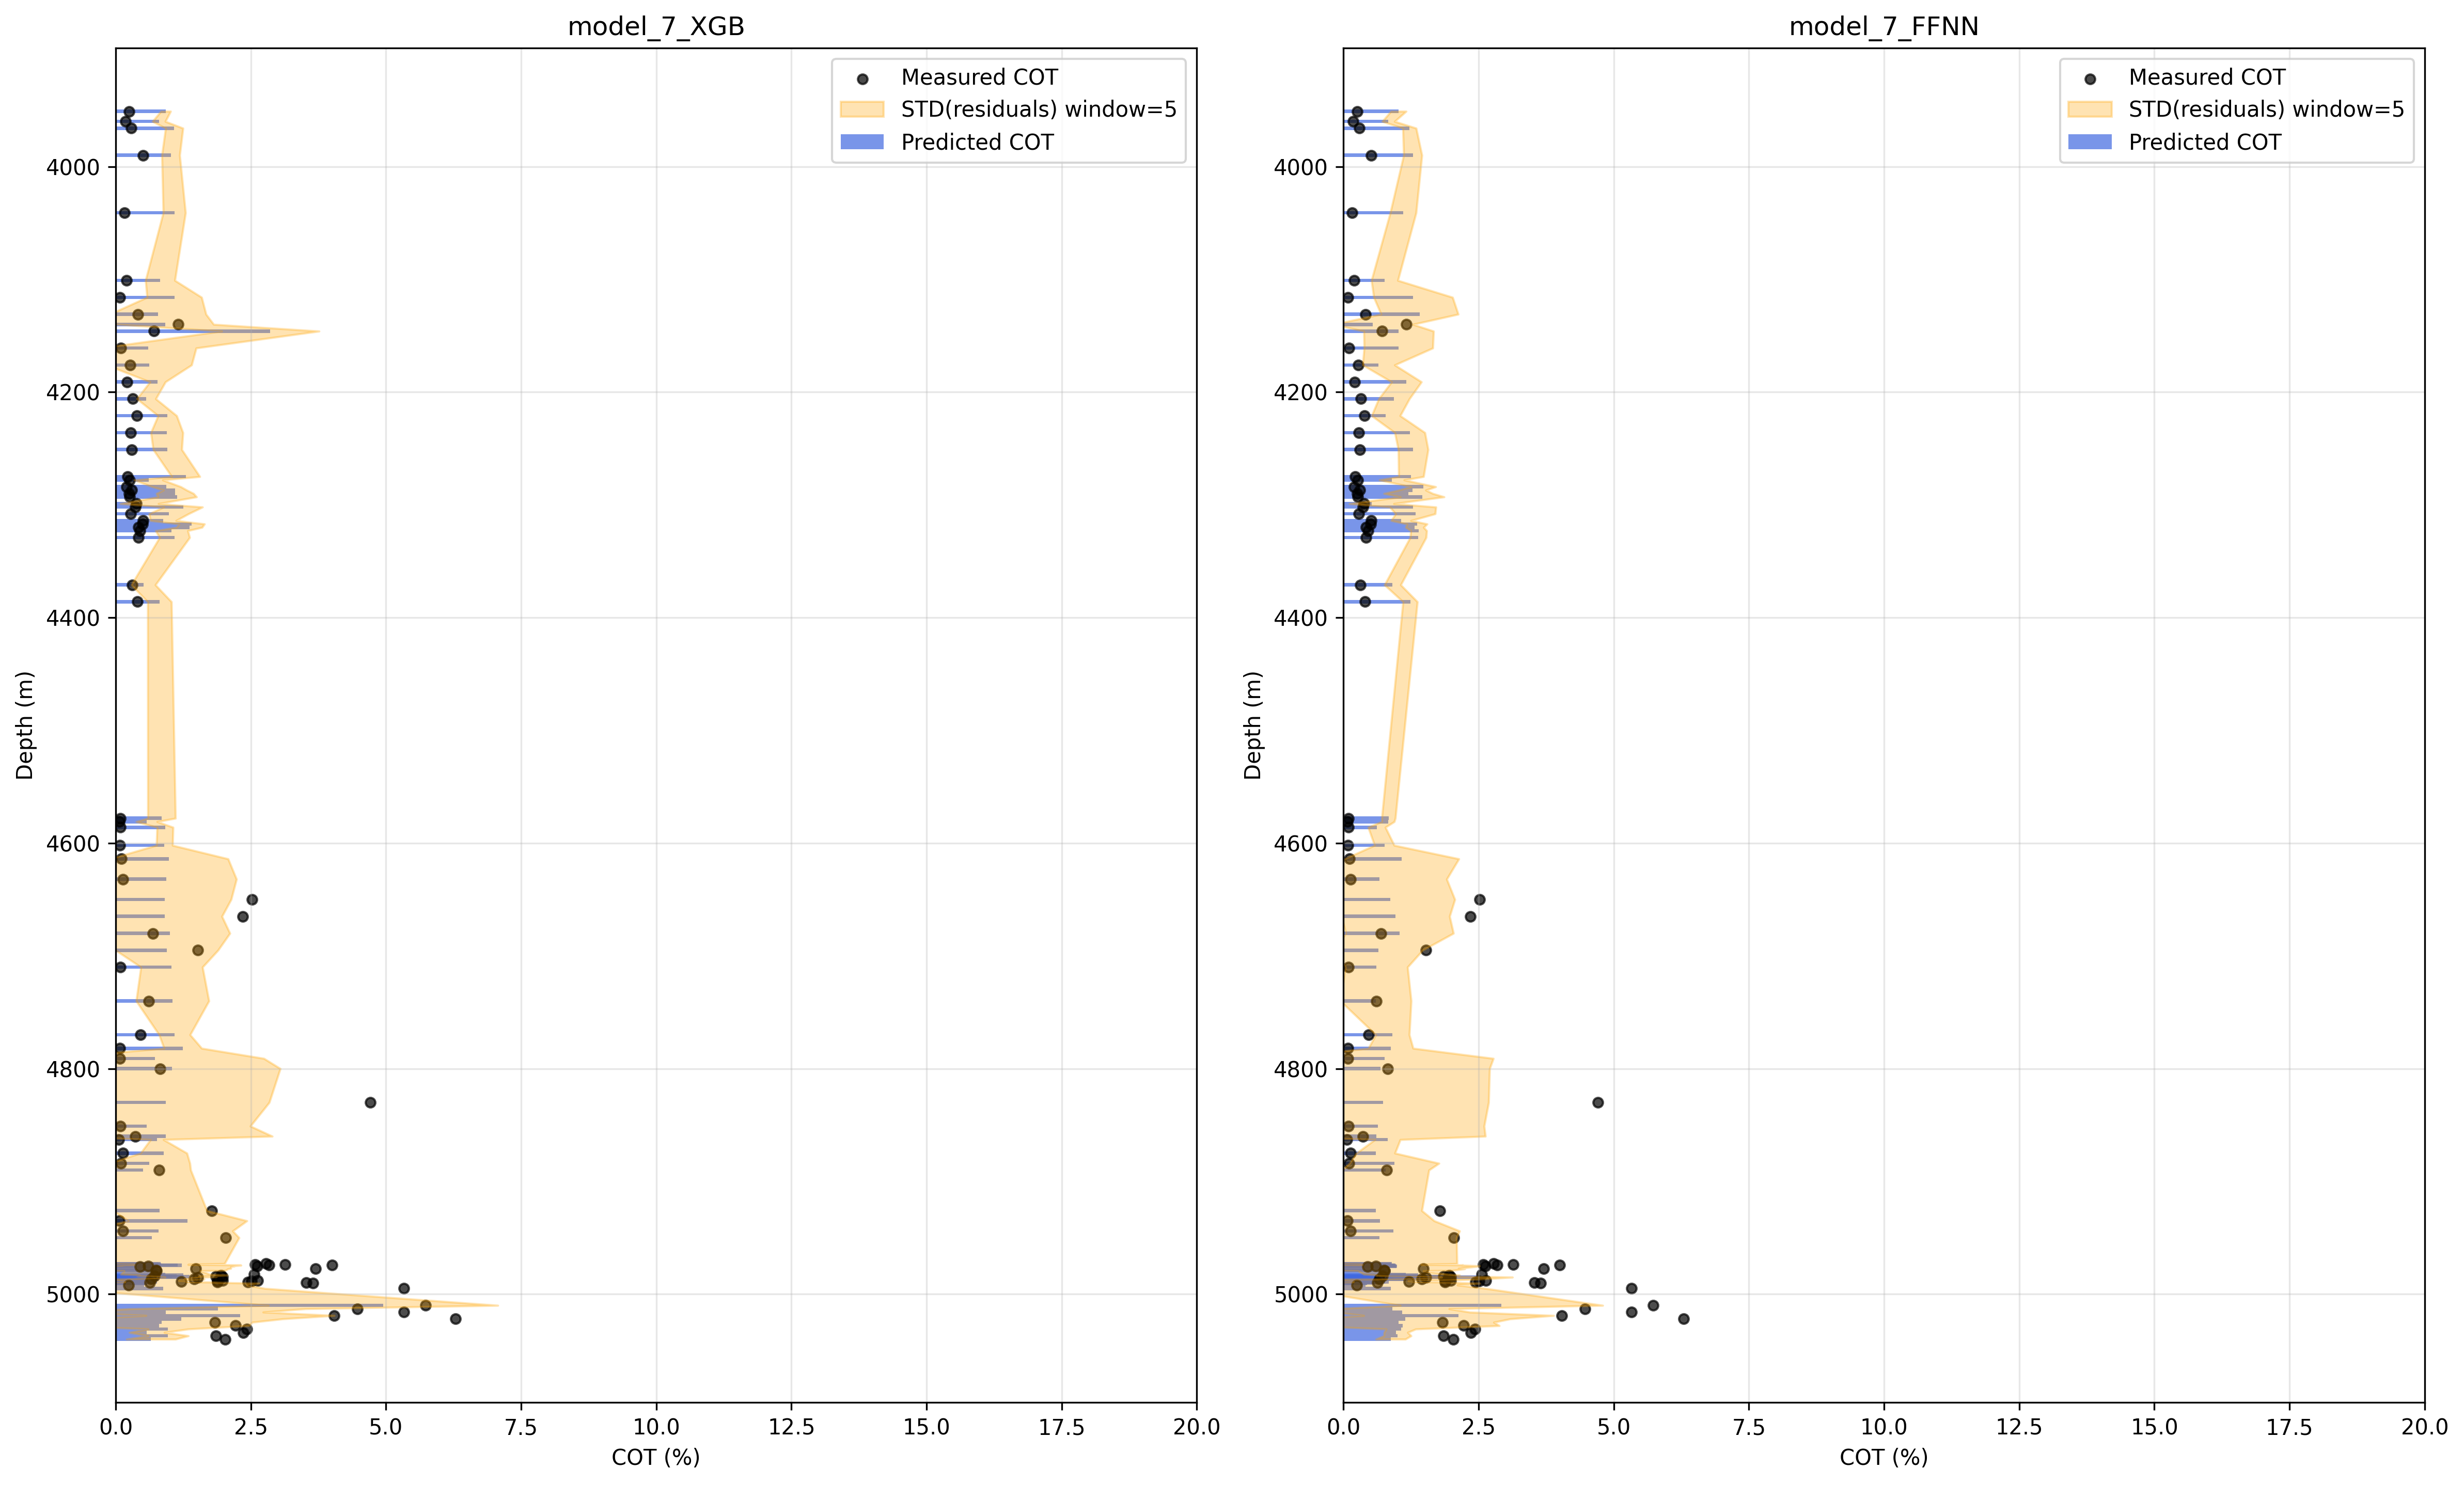 model_7_XGB
Measured COT
STD(residuals) window=5
Predicted COT
Depth (m)
4000
4200
4400
4600
4800
5000
0.0 2.5 5.0 7.5 10.0 12.5 15.0 17.5 20.0
COT (%)
model_7_FFNN
Measured COT
STD(residuals) window=5
Predicted COT
Depth (m)
4000
4200
4400
4600
4800
5000
0.0 2.5 5.0 7.5 10.0 12.5 15.0 17.5 20.0
COT (%)